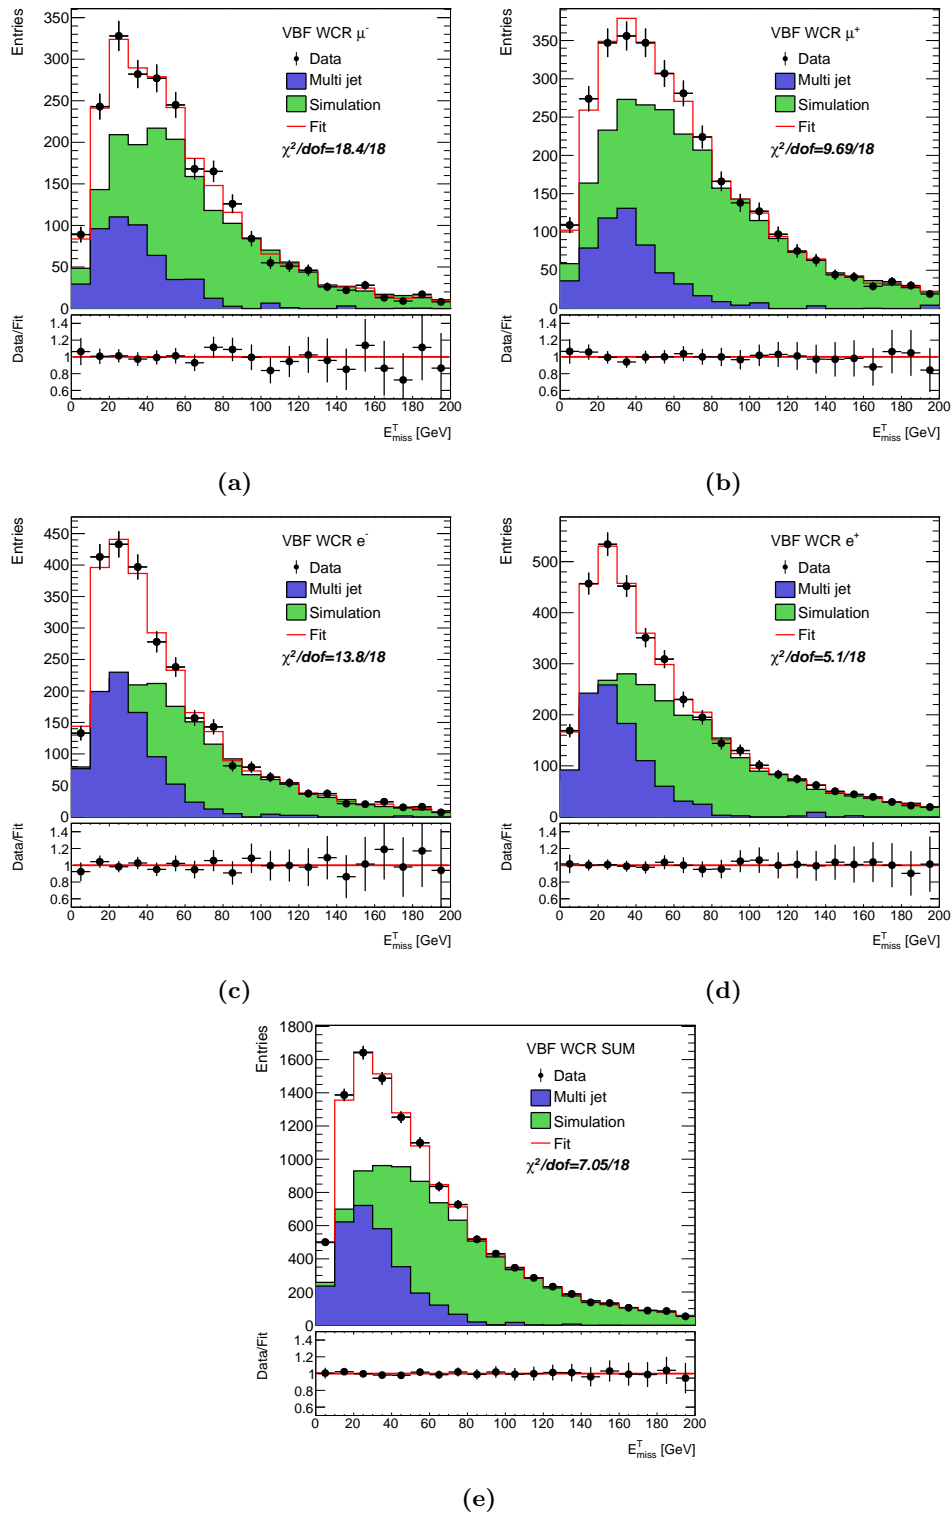 Entries
350
300
250
200
150
100
50
0
VBF WCR μ⁻
Data
Multi jet
Simulation
Fit
χ²/dof=18.4/18
Data/Fit
1.4
1.2
1
0.8
0.6
0 20 40 60 80 100 120 140 160 180 200
E^T_miss [GeV]
(a)
Entries
350
300
250
200
150
100
50
0
VBF WCR μ⁺
Data
Multi jet
Simulation
Fit
χ²/dof=9.69/18
Data/Fit
1.4
1.2
1
0.8
0.6
0 20 40 60 80 100 120 140 160 180 200
E^T_miss [GeV]
(b)
Entries
450
400
350
300
250
200
150
100
50
0
VBF WCR e⁻
Data
Multi jet
Simulation
Fit
χ²/dof=13.8/18
Data/Fit
1.4
1.2
1
0.8
0.6
0 20 40 60 80 100 120 140 160 180 200
E^T_miss [GeV]
(c)
Entries
500
400
300
200
100
0
VBF WCR e⁺
Data
Multi jet
Simulation
Fit
χ²/dof=5.1/18
Data/Fit
1.4
1.2
1
0.8
0.6
0 20 40 60 80 100 120 140 160 180 200
E^T_miss [GeV]
(d)
Entries
1800
1600
1400
1200
1000
800
600
400
200
0
VBF WCR SUM
Data
Multi jet
Simulation
Fit
χ²/dof=7.05/18
Data/Fit
1.4
1.2
1
0.8
0.6
0 20 40 60 80 100 120 140 160 180 200
E^T_miss [GeV]
(e)